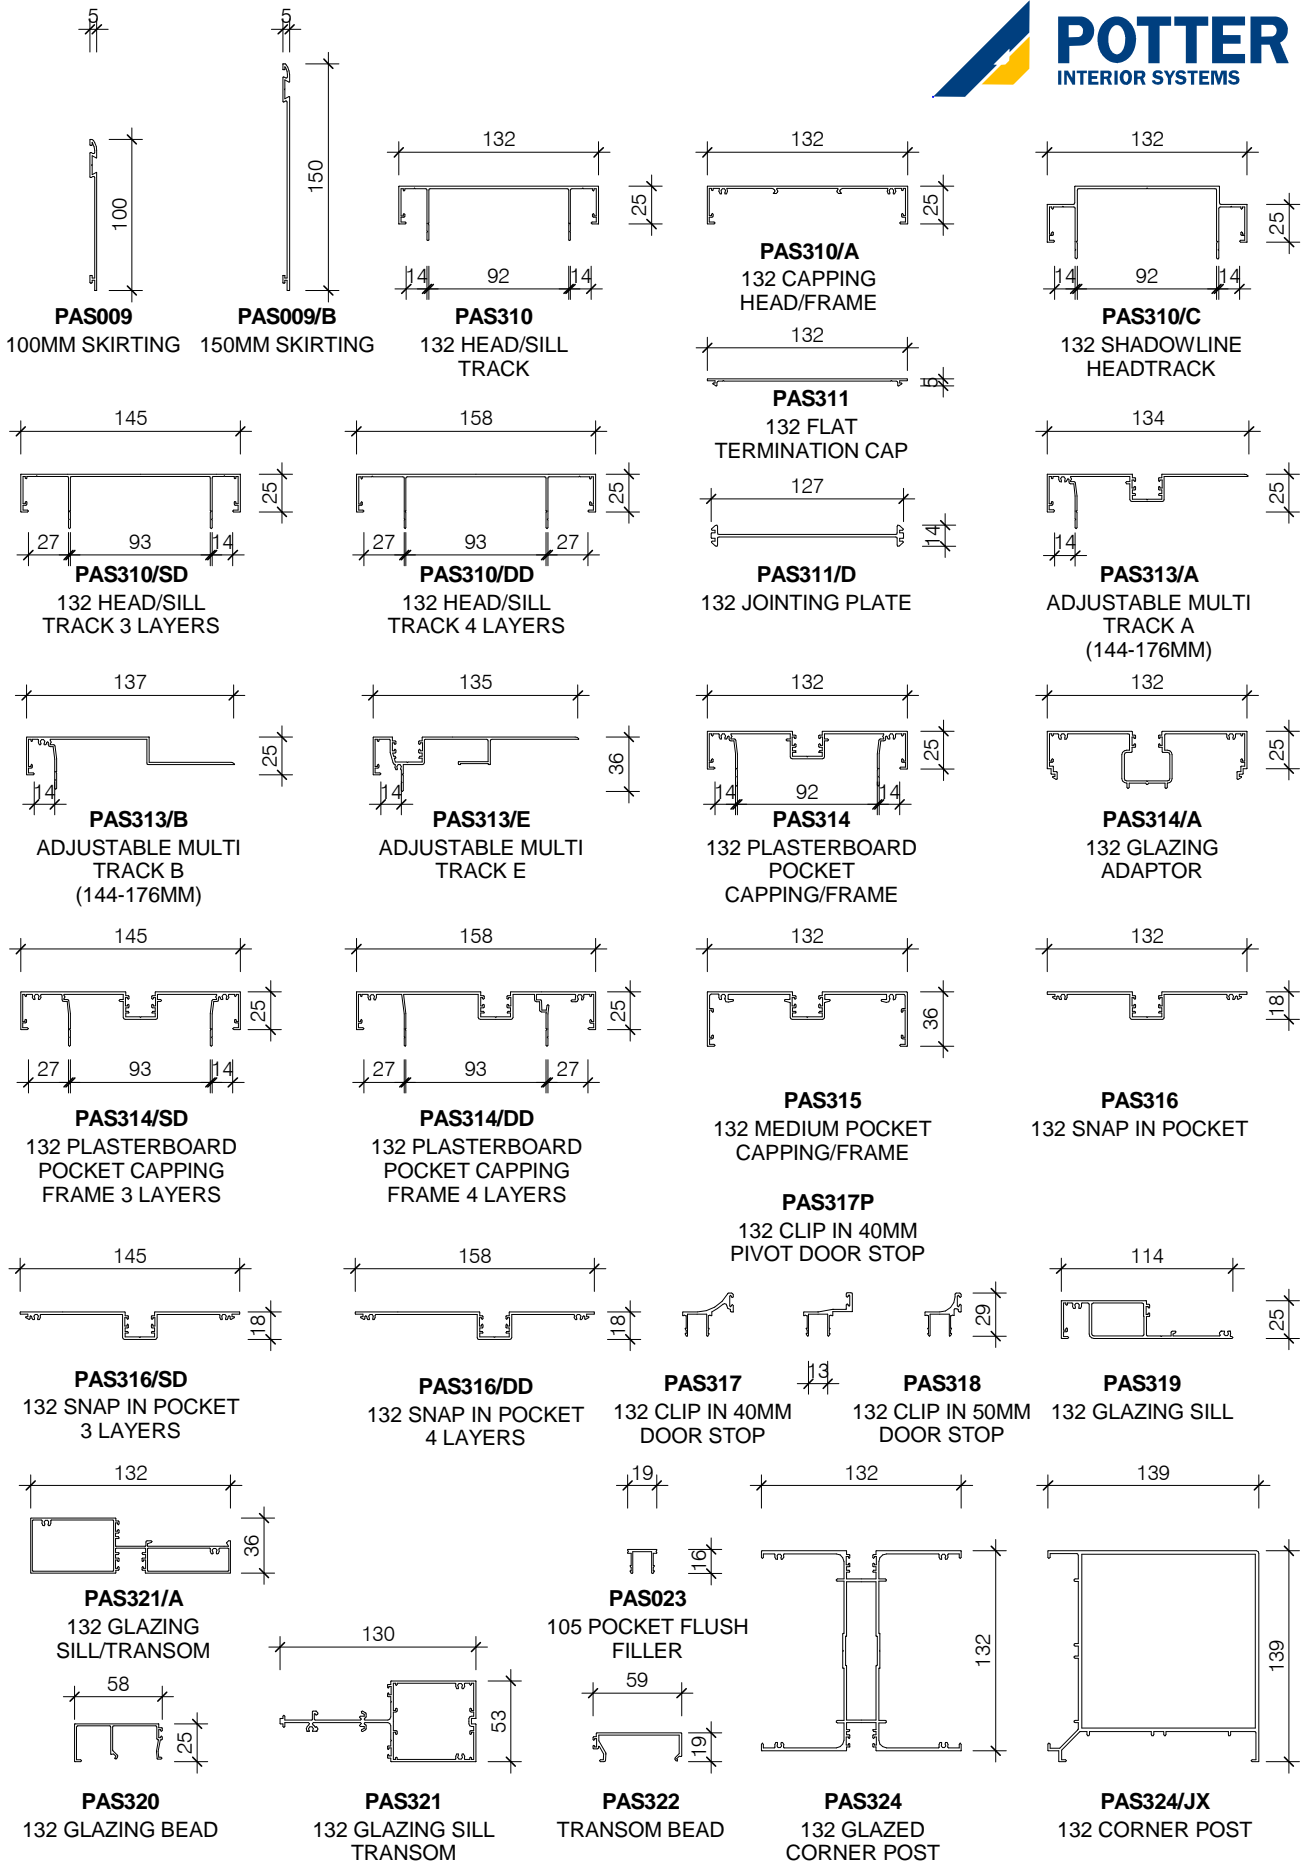 POTTER
INTERIOR SYSTEMS
5
100
PAS009
100MM SKIRTING
5
150
PAS009/B
150MM SKIRTING
132
25
14
92
14
PAS310
132 HEAD/SILL
TRACK
132
25
PAS310/A
132 CAPPING
HEAD/FRAME
132
25
14
92
14
PAS310/C
132 SHADOWLINE
HEADTRACK
132
5
PAS311
132 FLAT
TERMINATION CAP
145
25
27
93
14
PAS310/SD
132 HEAD/SILL
TRACK 3 LAYERS
158
25
27
93
27
PAS310/DD
132 HEAD/SILL
TRACK 4 LAYERS
127
14
PAS311/D
132 JOINTING PLATE
134
25
14
PAS313/A
ADJUSTABLE MULTI
TRACK A
(144-176MM)
137
25
14
PAS313/B
ADJUSTABLE MULTI
TRACK B
(144-176MM)
135
36
14
PAS313/E
ADJUSTABLE MULTI
TRACK E
132
25
14
92
14
PAS314
132 PLASTERBOARD
POCKET
CAPPING/FRAME
132
25
PAS314/A
132 GLAZING
ADAPTOR
145
25
27
93
14
PAS314/SD
132 PLASTERBOARD
POCKET CAPPING
FRAME 3 LAYERS
158
25
27
93
27
PAS314/DD
132 PLASTERBOARD
POCKET CAPPING
FRAME 4 LAYERS
132
36
PAS315
132 MEDIUM POCKET
CAPPING/FRAME
132
18
PAS316
132 SNAP IN POCKET
145
18
PAS316/SD
132 SNAP IN POCKET
3 LAYERS
158
18
PAS316/DD
132 SNAP IN POCKET
4 LAYERS
PAS317P
132 CLIP IN 40MM
PIVOT DOOR STOP
13
PAS317
132 CLIP IN 40MM
DOOR STOP
29
PAS318
132 CLIP IN 50MM
DOOR STOP
114
25
PAS319
132 GLAZING SILL
132
36
PAS321/A
132 GLAZING
SILL/TRANSOM
19
16
PAS023
105 POCKET FLUSH
FILLER
58
25
PAS320
132 GLAZING BEAD
130
53
PAS321
132 GLAZING SILL
TRANSOM
59
19
PAS322
TRANSOM BEAD
132
132
PAS324
132 GLAZED
CORNER POST
139
139
PAS324/JX
132 CORNER POST